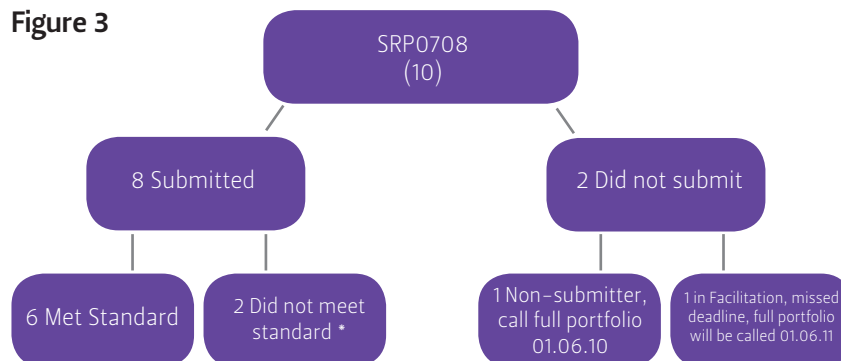 Figure 3
SRP0708
(10)
8 Submitted
2 Did not submit
6 Met Standard
2 Did not meet
standard *
1 Non-submitter,
call full portfolio
01.06.10
1 in Facilitation, missed
deadline, full portfolio
will be called 01.06.11